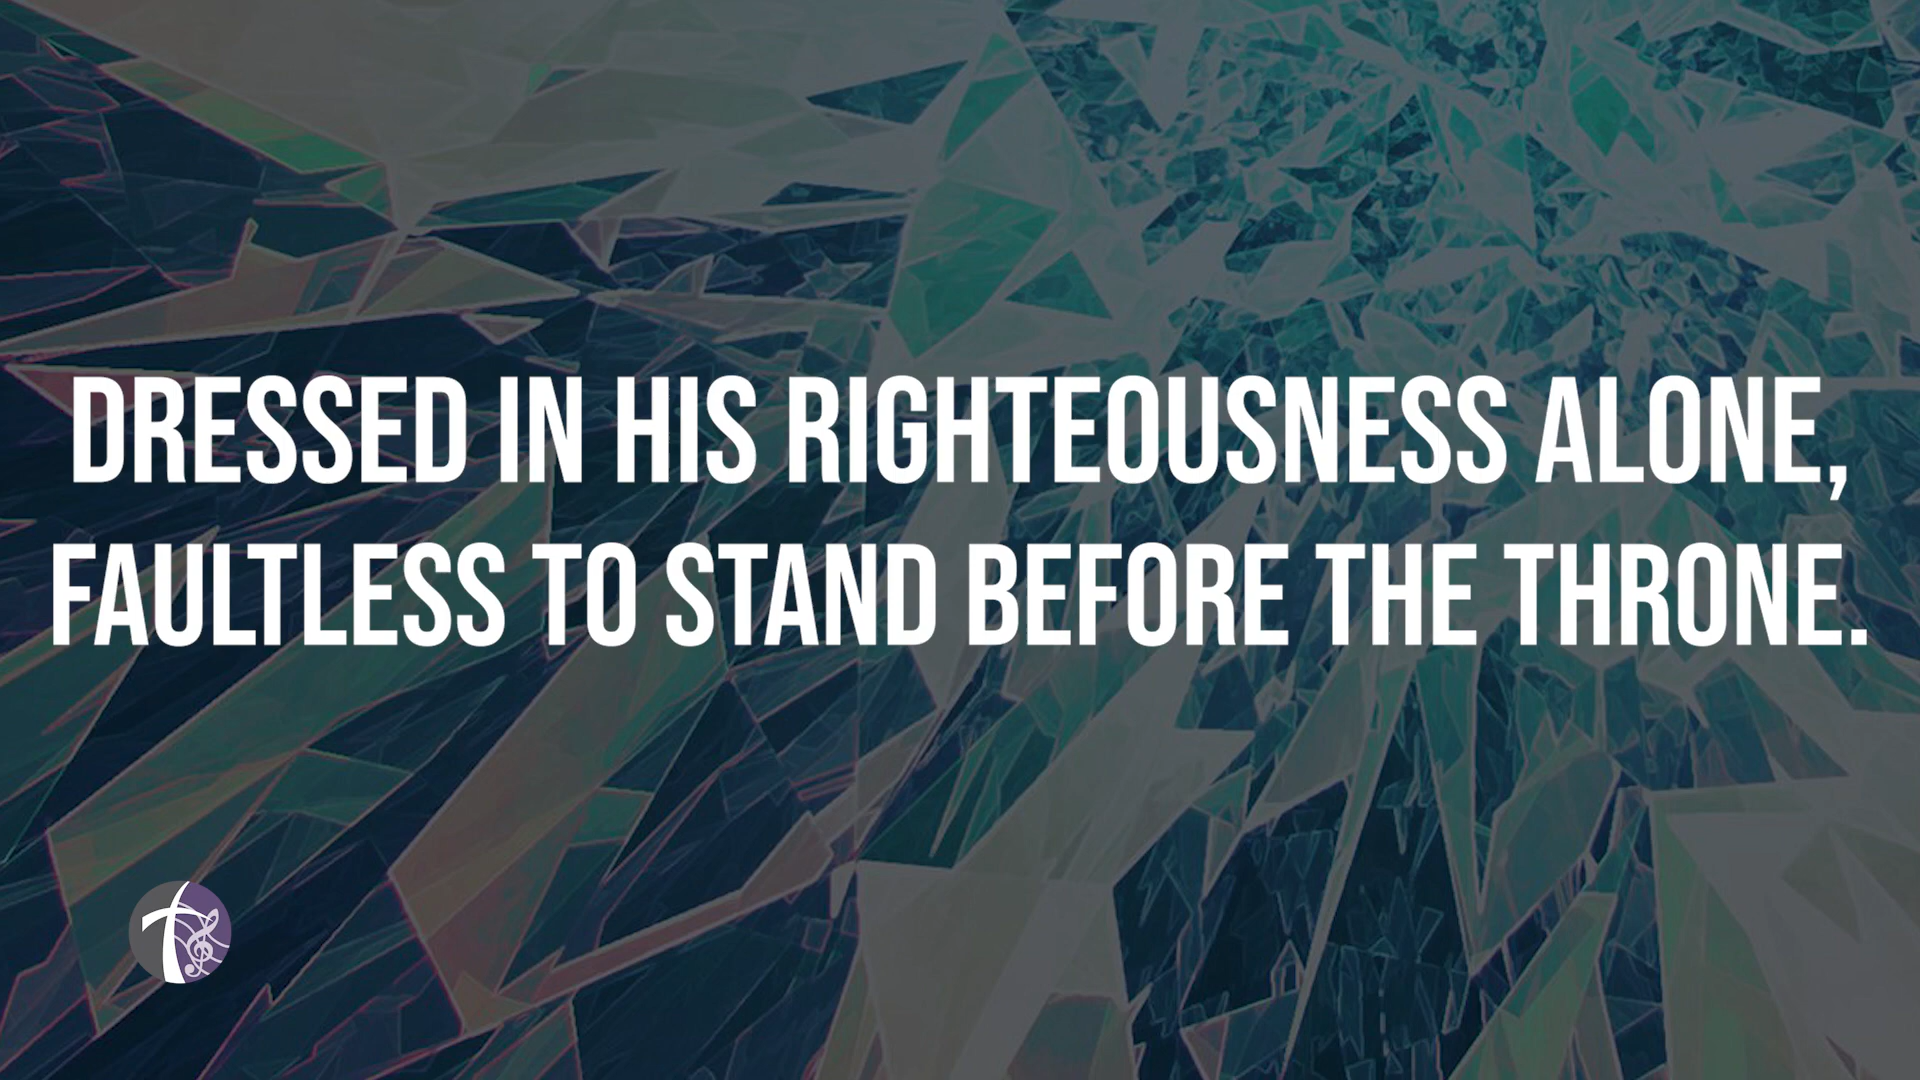 DRESSED IN HIS RIGHTEOUSNESS ALONE,
FAULTLESS TO STAND BEFORE THE THRONE.